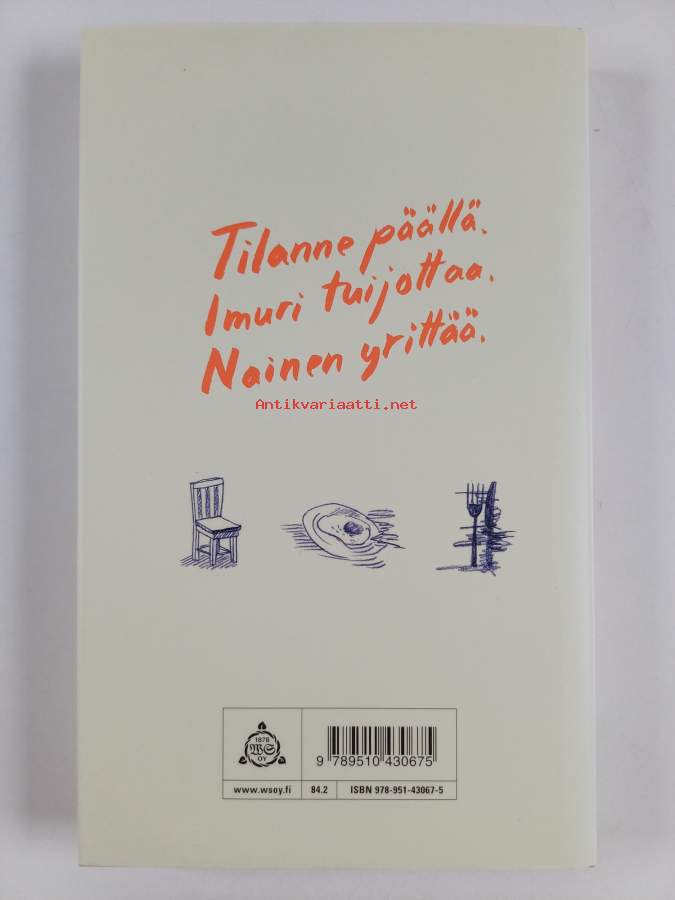 Tilanne päällä.
Imuri tuijottaa.
Nainen yrittää.
Antikvariaatti.net
1878
WS
OY
9 789510 430675
www.wsoy.fi
84.2
ISBN 978-951-43067-5